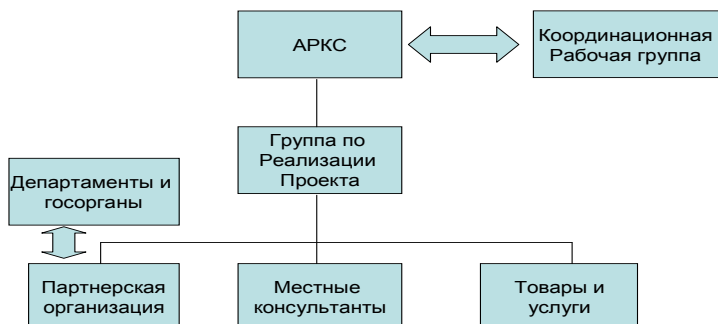 АРКС
Координационная
Рабочая группа
Группа по
Реализации
Проекта
Департаменты и
госорганы
Партнерская
организация
Местные
консультанты
Товары и
услуги